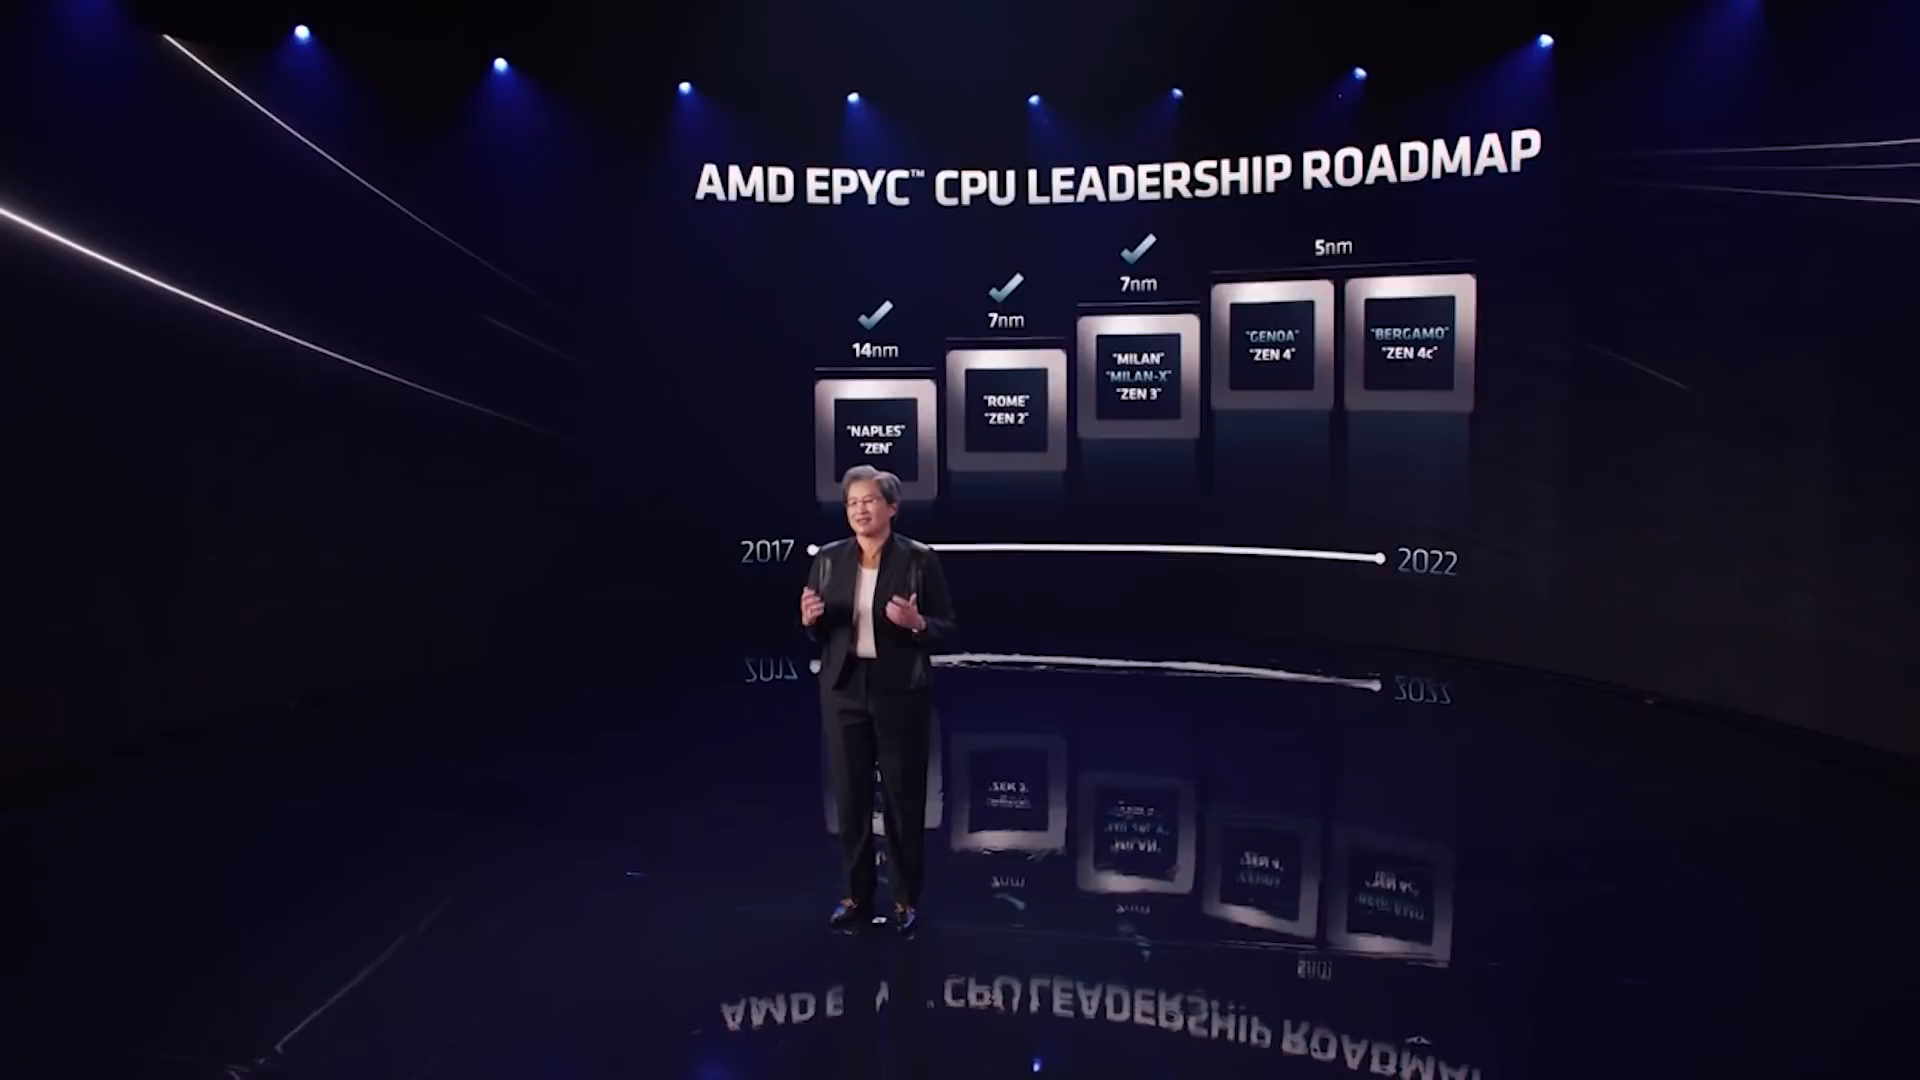 AMD EPYC™ CPU LEADERSHIP ROADMAP
14nm
"NAPLES"
"ZEN"
7nm
"ROME"
"ZEN 2"
7nm
"MILAN"
"MILAN-X"
"ZEN 3"
5nm
"GENOA"
"ZEN 4"
"BERGAMO"
"ZEN 4c"
2017
2022